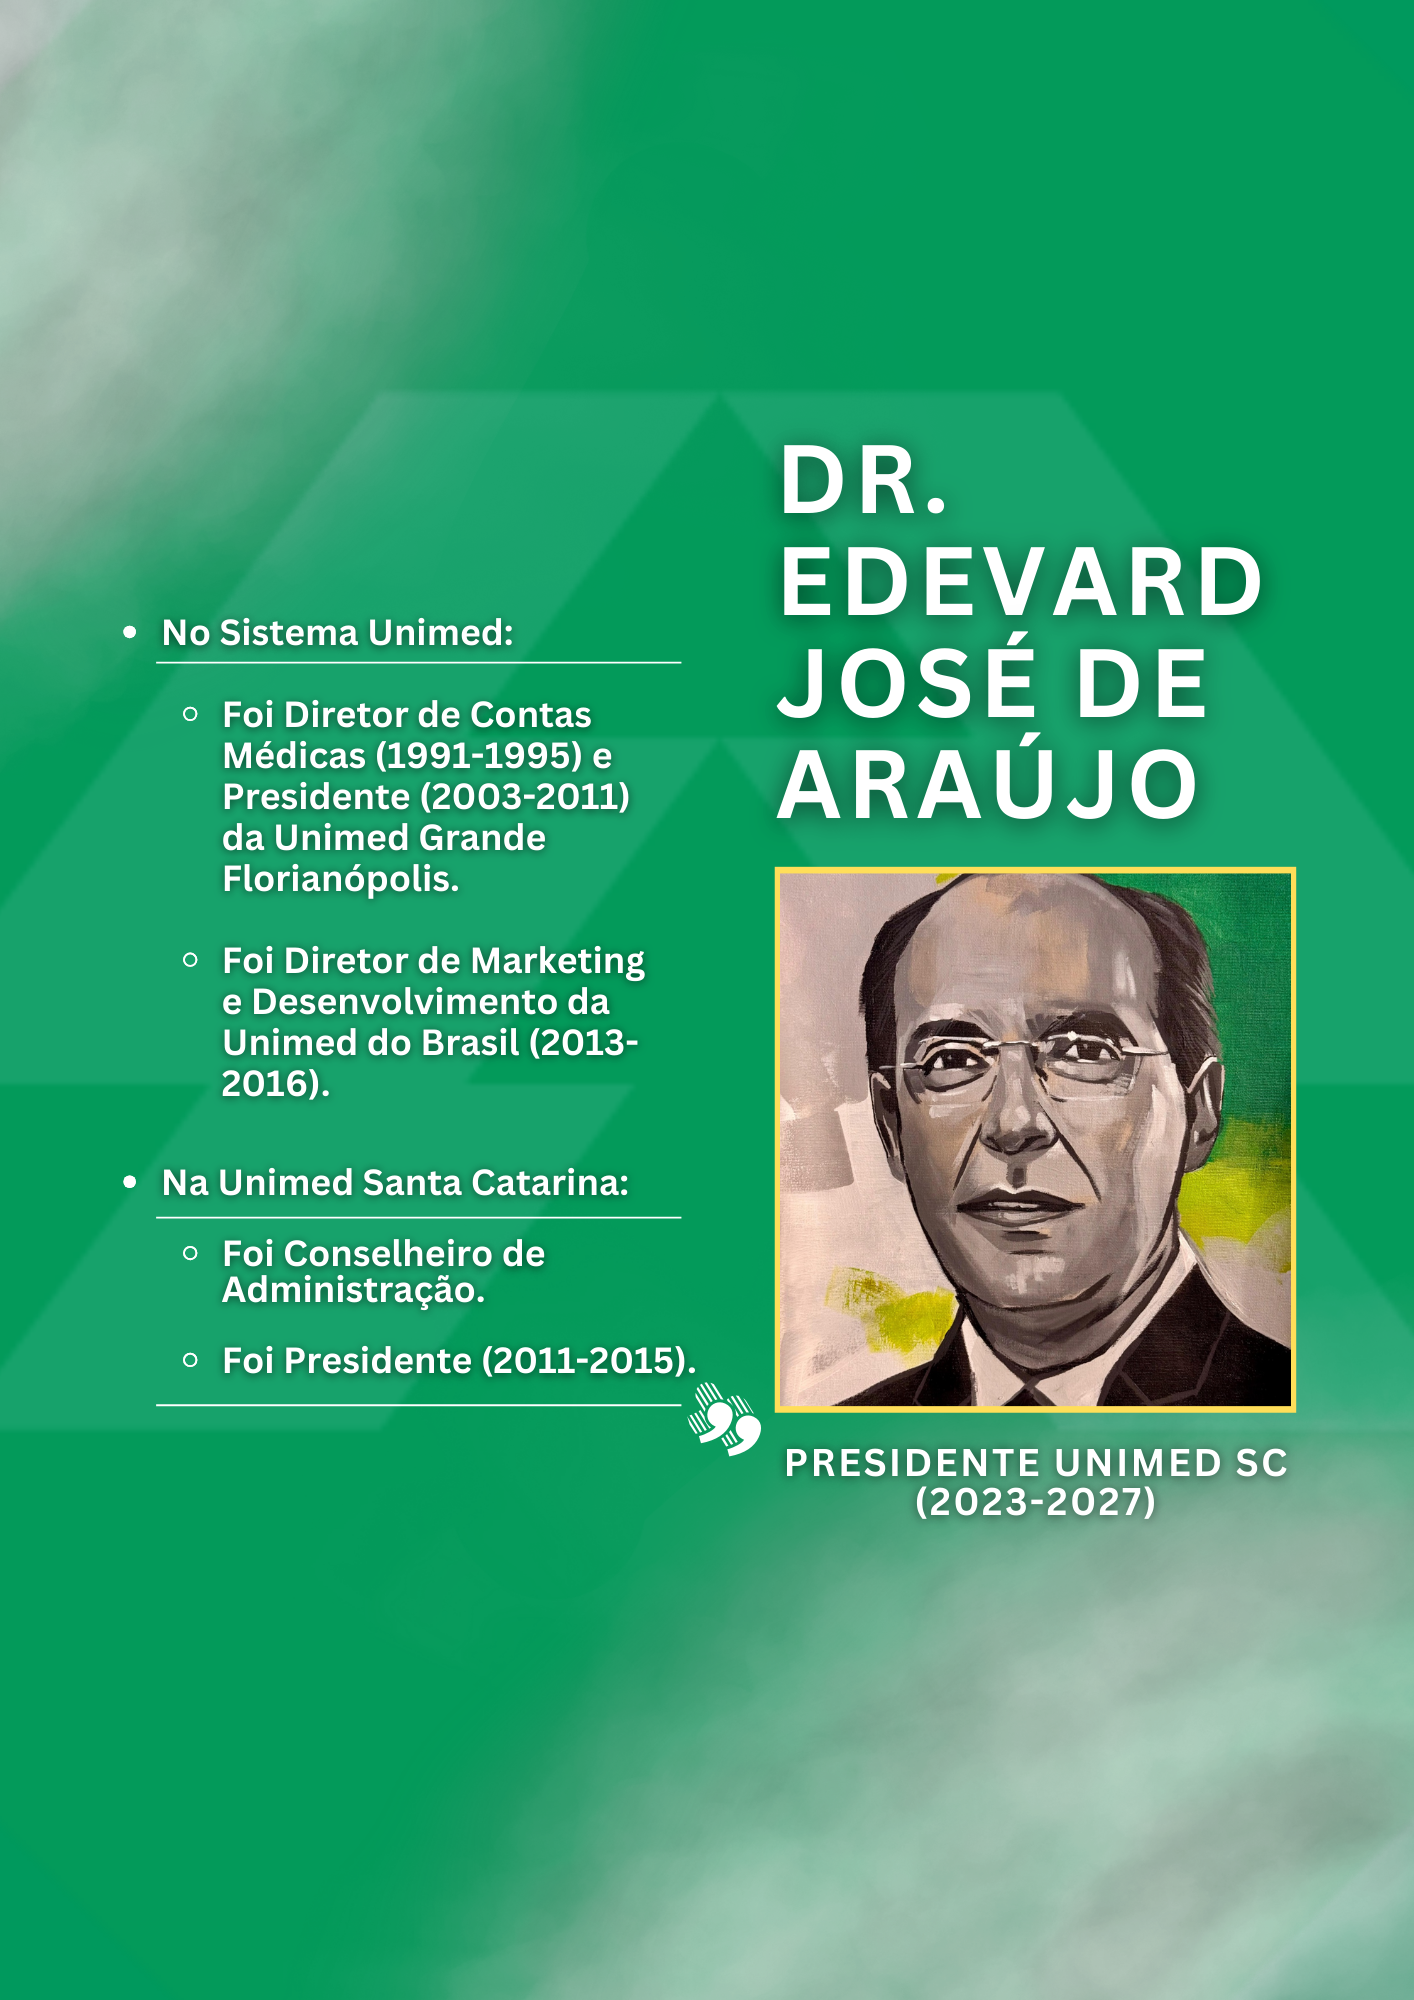 DR.
EDEVARD
JOSÉ DE
ARAÚJO
No Sistema Unimed:
Foi Diretor de Contas
Médicas (1991-1995) e
Presidente (2003-2011)
da Unimed Grande
Florianópolis.
Foi Diretor de Marketing
e Desenvolvimento da
Unimed do Brasil (2013-
2016).
Na Unimed Santa Catarina:
Foi Conselheiro de
Administração.
Foi Presidente (2011-2015).
PRESIDENTE UNIMED SC
(2023-2027)